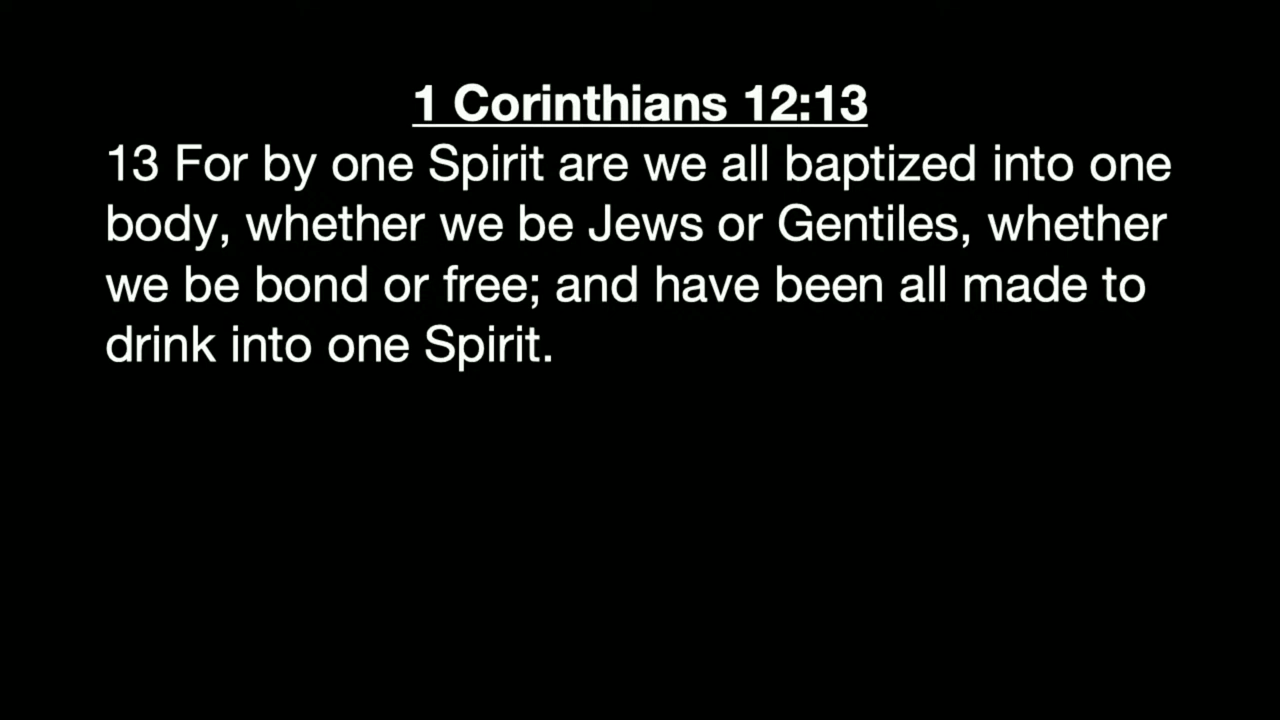 1 Corinthians 12:13
13 For by one Spirit are we all baptized into one
body, whether we be Jews or Gentiles, whether
we be bond or free; and have been all made to
drink into one Spirit.